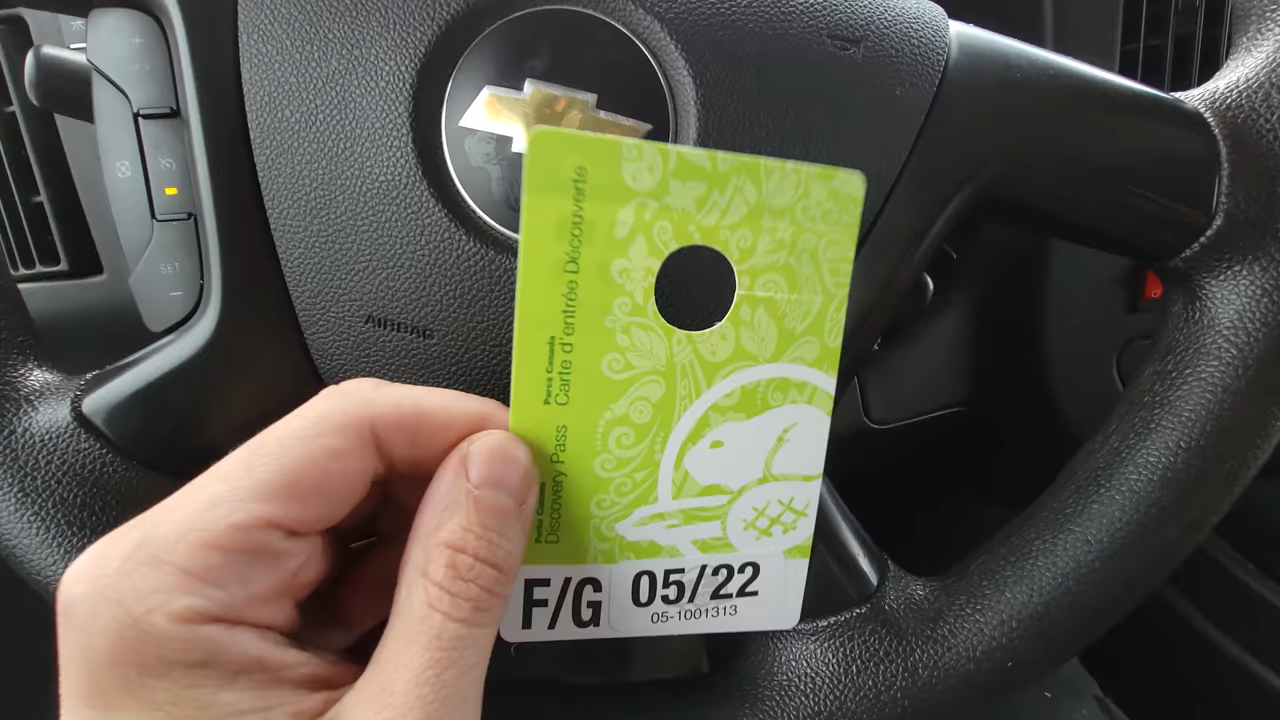 SET
AIRBAG
Parks Canada
Discovery Pass
Parcs Canada
Carte d'entrée Découverte
F/G
05/22
05-1001313